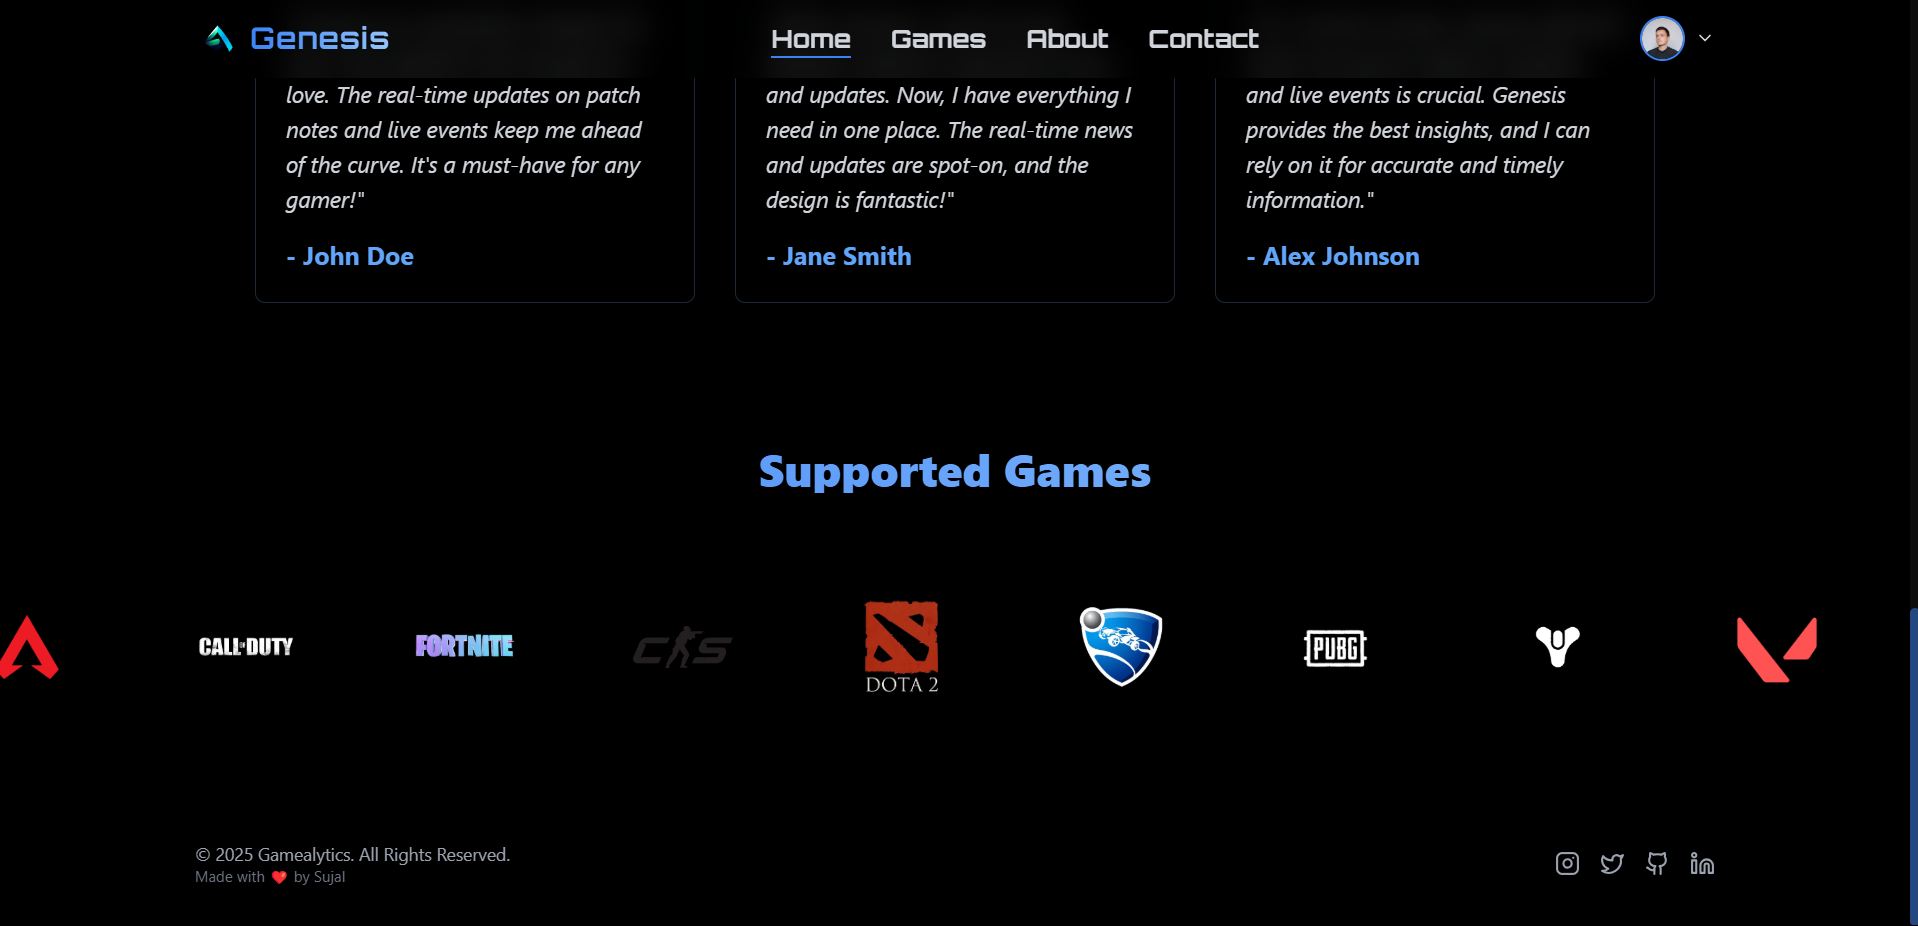 Genesis
Home Games About Contact
love. The real-time updates on patch
notes and live events keep me ahead
of the curve. It's a must-have for any
gamer!"
- John Doe
and updates. Now, I have everything I
need in one place. The real-time news
and updates are spot-on, and the
design is fantastic!"
- Jane Smith
and live events is crucial. Genesis
provides the best insights, and I can
rely on it for accurate and timely
information."
- Alex Johnson
Supported Games
CALL OF DUTY
FORTNITE
CS
DOTA 2
PUBG
© 2025 Gamealytics. All Rights Reserved.
Made with ❤️ by Sujal